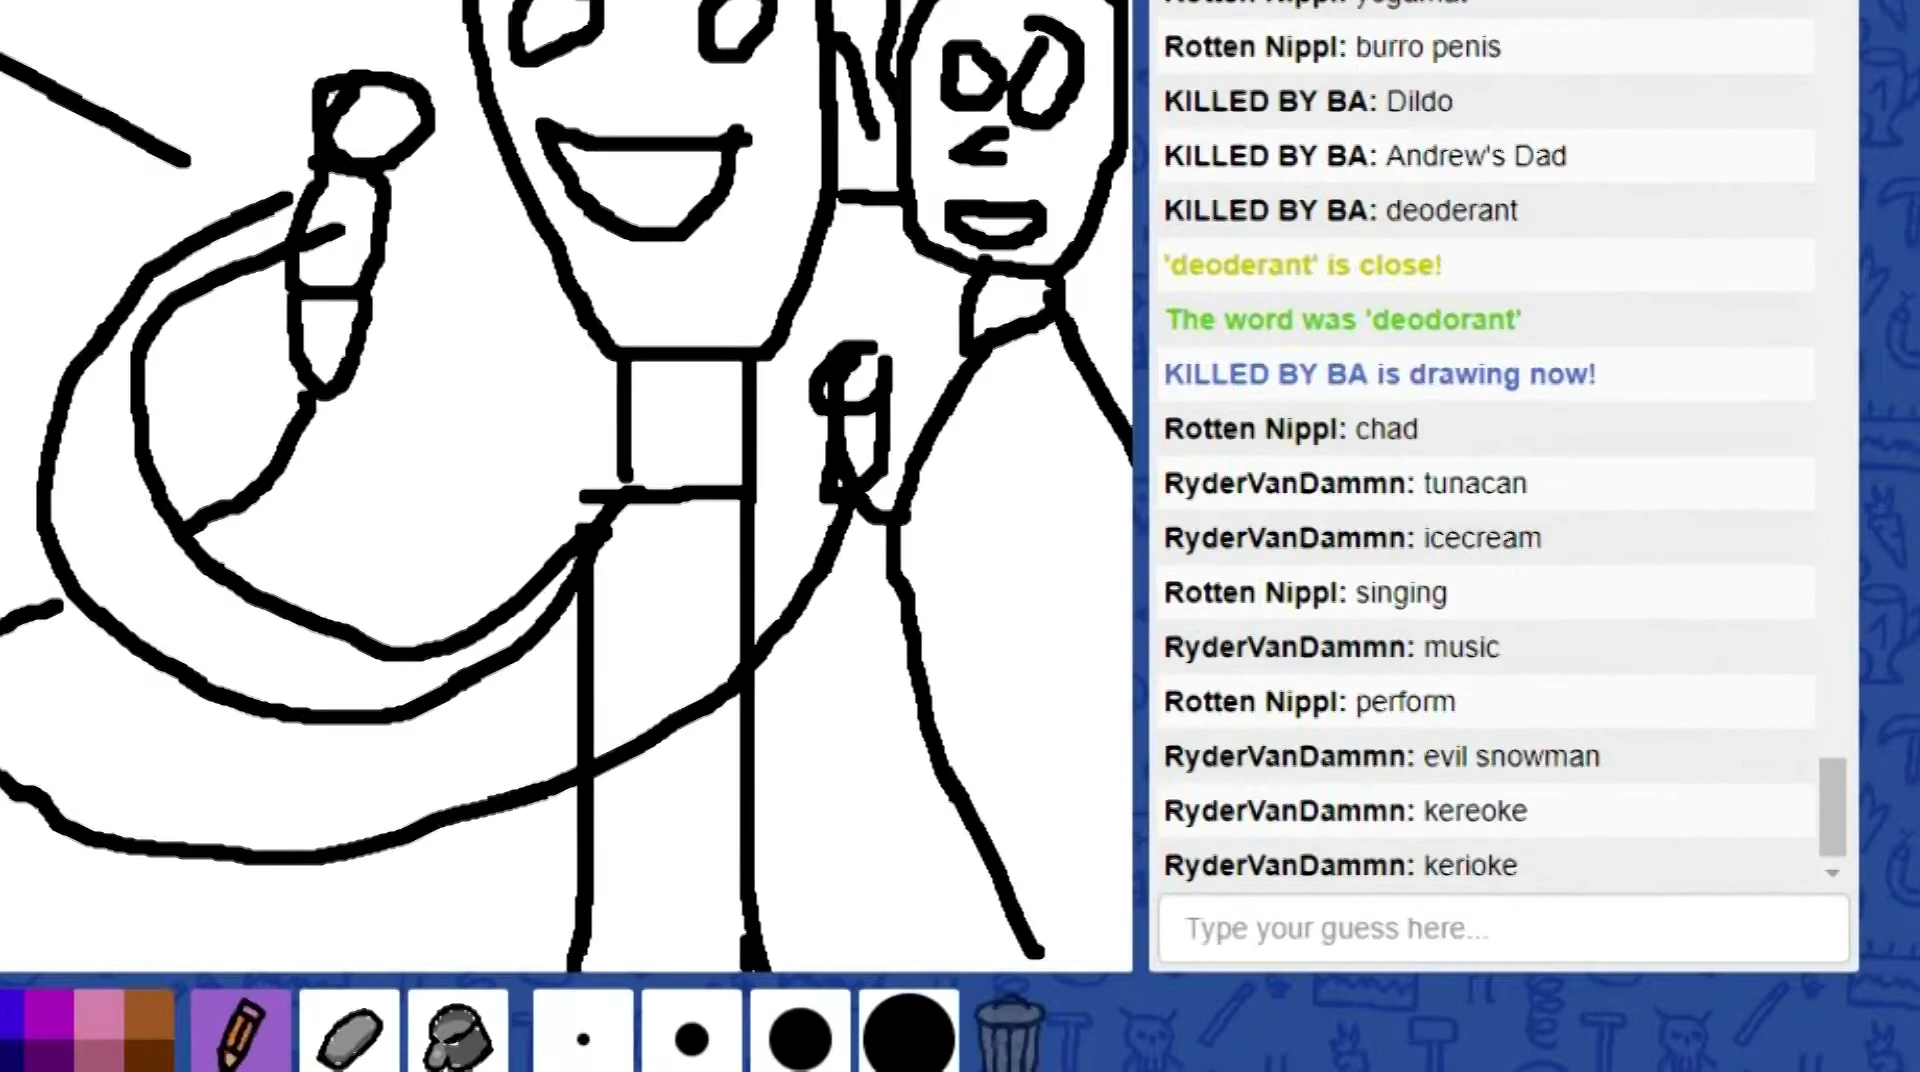 Rotten Nippl:
Rotten Nippl: burro penis
KILLED BY BA: Dildo
KILLED BY BA: Andrew's Dad
KILLED BY BA: deoderant
'deoderant' is close!
The word was 'deodorant'
KILLED BY BA is drawing now!
Rotten Nippl: chad
RyderVanDammn: tunacan
RyderVanDammn: icecream
Rotten Nippl: singing
RyderVanDammn: music
Rotten Nippl: perform
RyderVanDammn: evil snowman
RyderVanDammn: kereoke
RyderVanDammn: kerioke
Type your guess here...